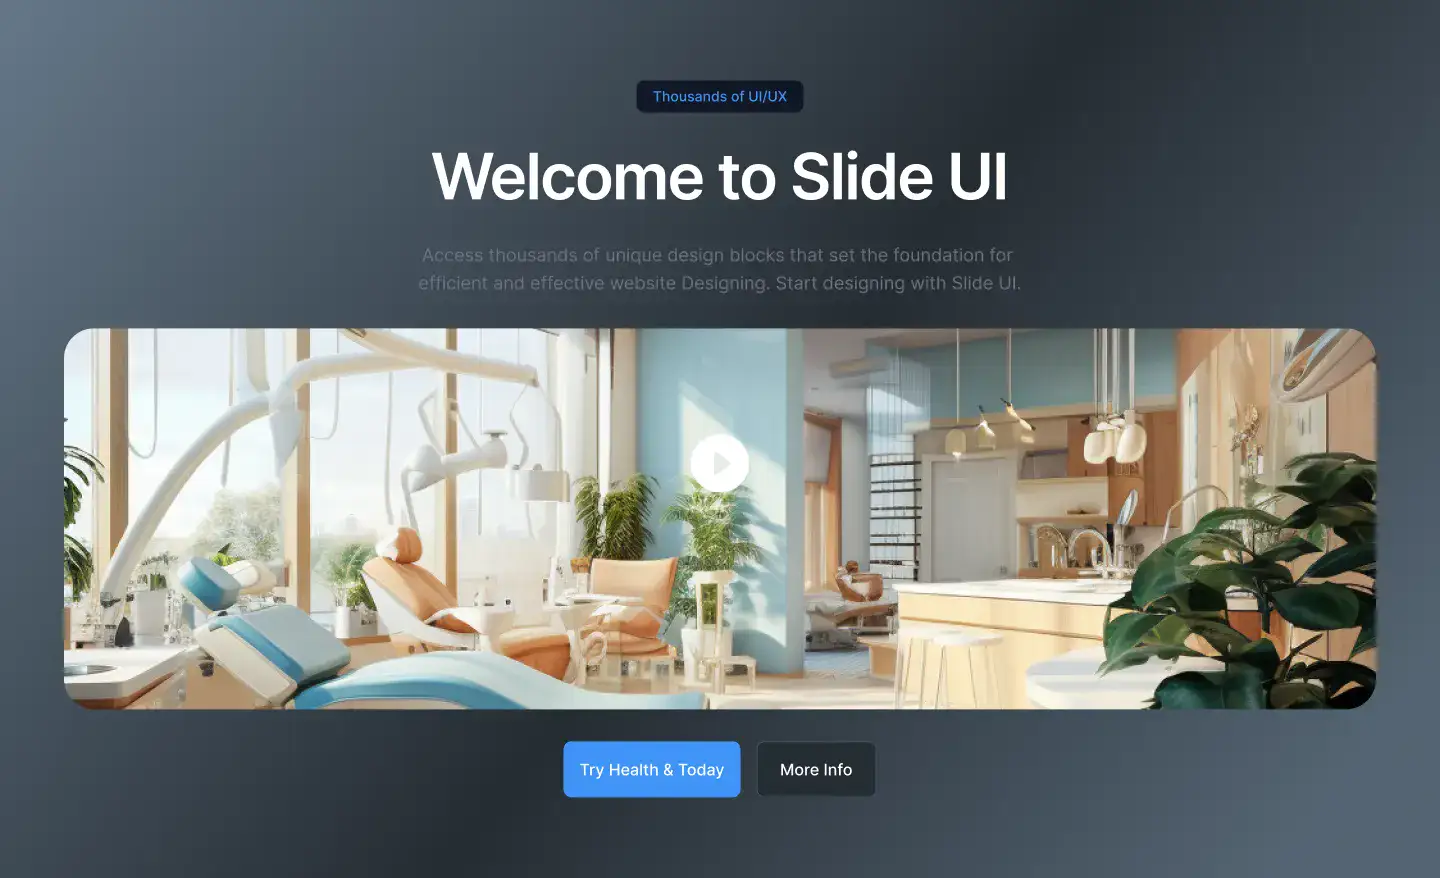 Thousands of UI/UX
Welcome to Slide UI
Access thousands of unique design blocks that set the foundation for
efficient and effective website Designing. Start designing with Slide UI.
Try Health & Today
More Info